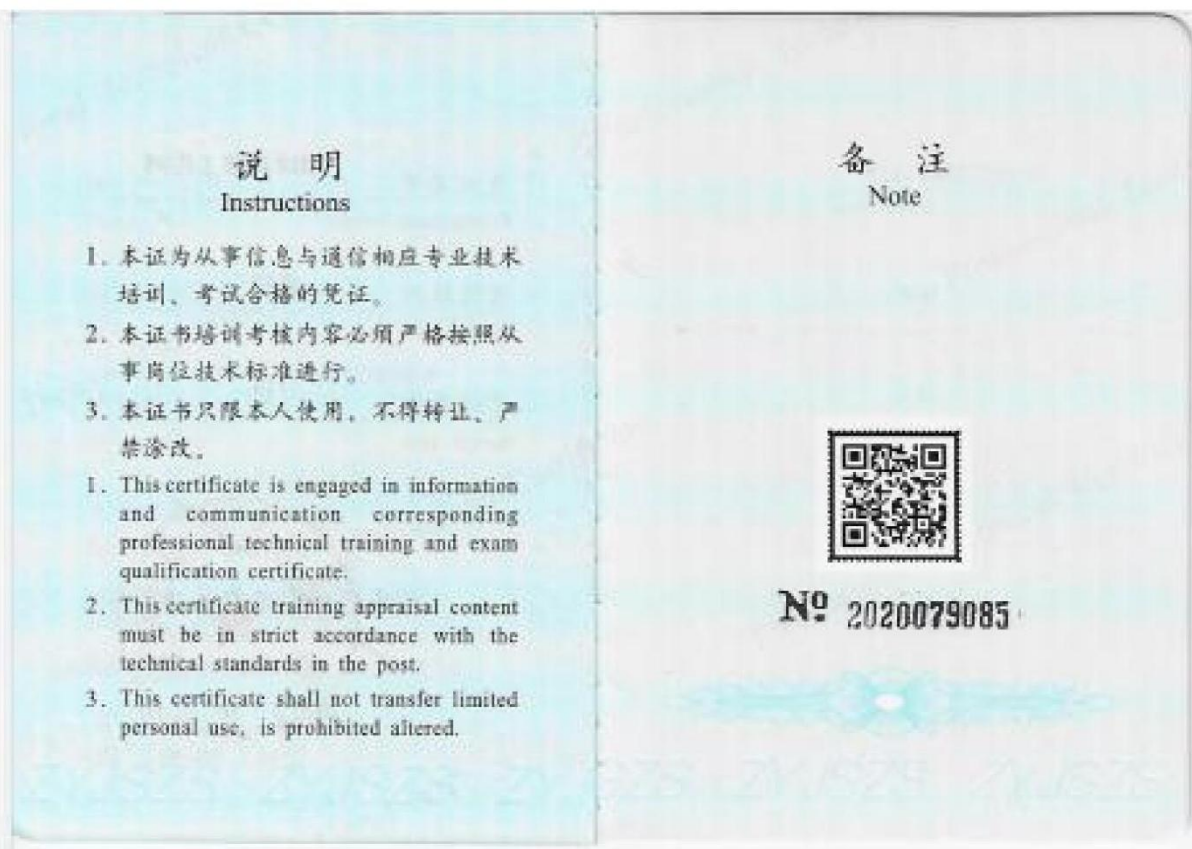 说 明
Instructions
1. 本证为从事信息与通信相应专业技术
培训、考试合格的凭证。
2. 本证书培训考核内容必须严格按照从
事岗位技术标准进行。
3. 本证书只限本人使用，不得转让、严
禁涂改。
1. This certificate is engaged in information
and communication corresponding
professional technical training and exam
qualification certificate.
2. This certificate training appraisal content
must be in strict accordance with the
technical standards in the post.
3. This certificate shall not transfer limited
personal use, is prohibited altered.
备 注
Note
Nº 2020079085
ZYJSZS ZYJSZS ZYJSZS ZYJSZS ZYJSZS